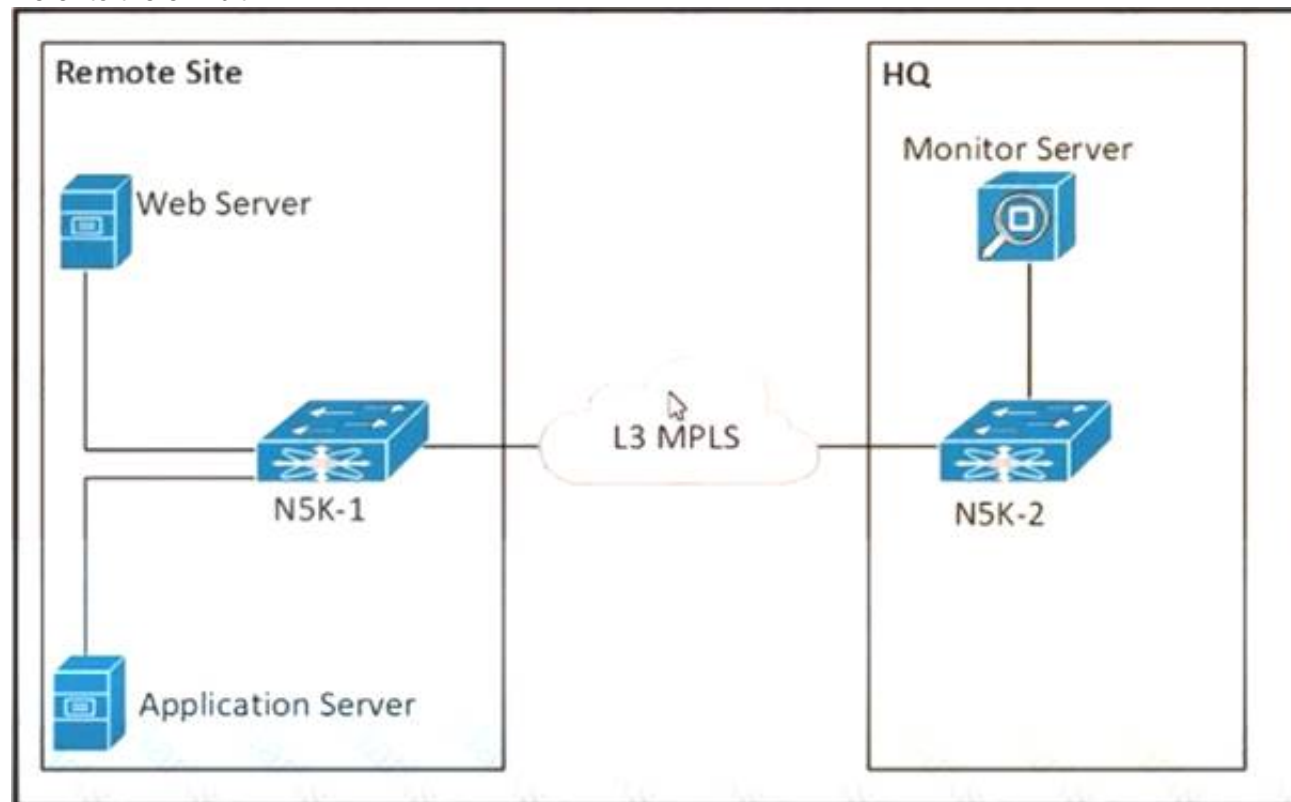 Remote Site
HQ
Monitor Server
Web Server
L3 MPLS
N5K-1
N5K-2
Application Server